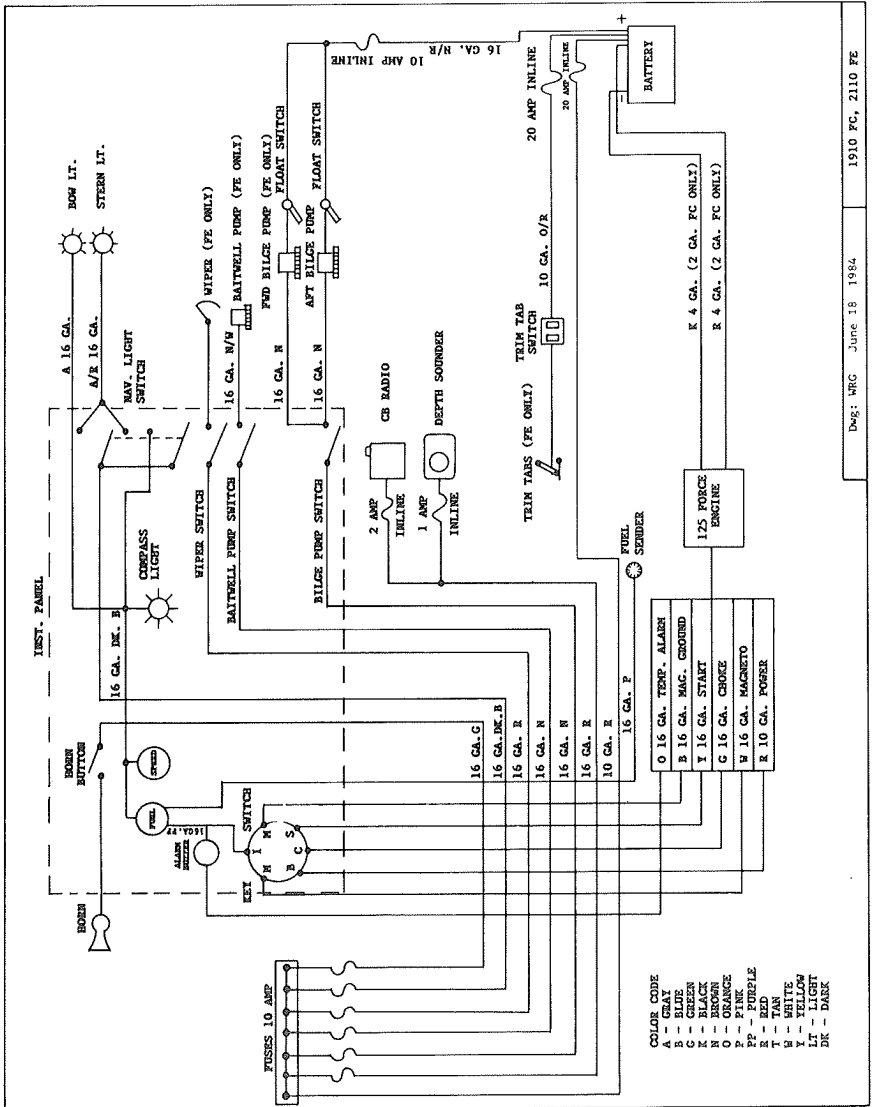 INST. PANEL
BOW LT.
STERN LT.
A 16 GA.
A/R 16 GA.
NAV. LIGHT
SWITCH
COMPASS
LIGHT
16 GA. DK. B
HORN
BUTTON
HORN
SPEED
FUEL
16GA.PP
ALARM
BUZZER
KEY SWITCH
M
I
M
B
C
S
WIPER (FE ONLY)
WIPER SWITCH
BAITWELL PUMP (FE ONLY)
16 GA. N/W
BAITWELL PUMP SWITCH
FWD BILGE PUMP (FE ONLY)
FLOAT SWITCH
16 GA. N
AFT BILGE PUMP
FLOAT SWITCH
16 GA. N
BILGE PUMP SWITCH
10 AMP INLINE
16 GA. N/R
CB RADIO
2 AMP
INLINE
DEPTH SOUNDER
1 AMP
INLINE
20 AMP INLINE
20 AMP INLINE
10 GA. O/R
TRIM TAB
SWITCH
TRIM TABS (FE ONLY)
+
-
BATTERY
FUEL
SENDER
K 4 GA. (2 GA. FC ONLY)
R 4 GA. (2 GA. FC ONLY)
125 FORCE
ENGINE
16 GA.G
16 GA.DK.B
16 GA.R
16 GA.N
16 GA.N
16 GA.R
10 GA.R
16 GA.P
O 16 GA. TEMP. ALARM
B 16 GA. MAG. GROUND
Y 16 GA. START
G 16 GA. CHOKE
W 16 GA. MAGNETO
R 10 GA. POWER
FUSES 10 AMP
COLOR CODE
A - GRAY
B - BLUE
G - GREEN
K - BLACK
N - BROWN
O - ORANGE
P - PINK
PP - PURPLE
R - RED
T - TAN
W - WHITE
Y - YELLOW
LT - LIGHT
DK - DARK
Dwg: WRG June 18 1984
1910 FC, 2110 FE